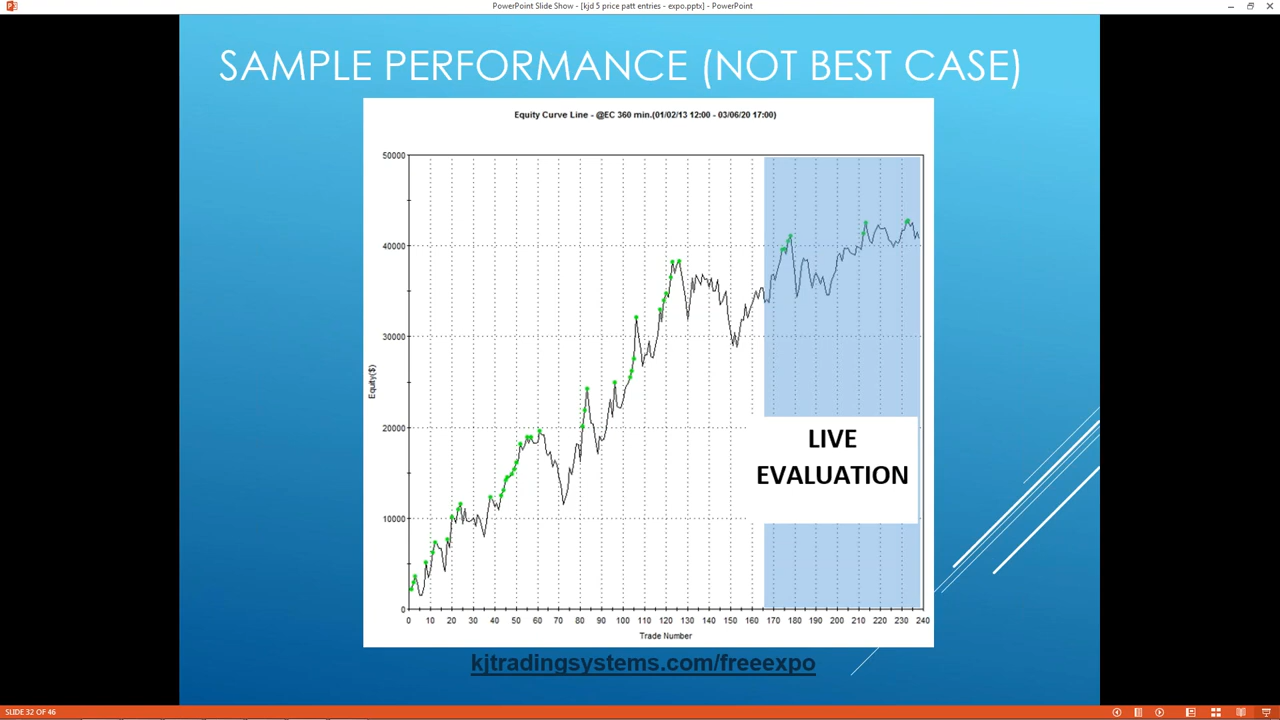 PowerPoint Slide Show - [kjd 5 price patt entries - expo.pptx] - PowerPoint
SAMPLE PERFORMANCE (NOT BEST CASE)
Equity Curve Line - @EC 360 min.(01/02/13 12:00 - 03/06/20 17:00)
50000
40000
30000
20000
10000
0
Equity($)
LIVE
EVALUATION
0 10 20 30 40 50 60 70 80 90 100 110 120 130 140 150 160 170 180 190 200 210 220 230 240
Trade Number
kjtradingsystems.com/freeexpo
SLIDE 32 OF 46